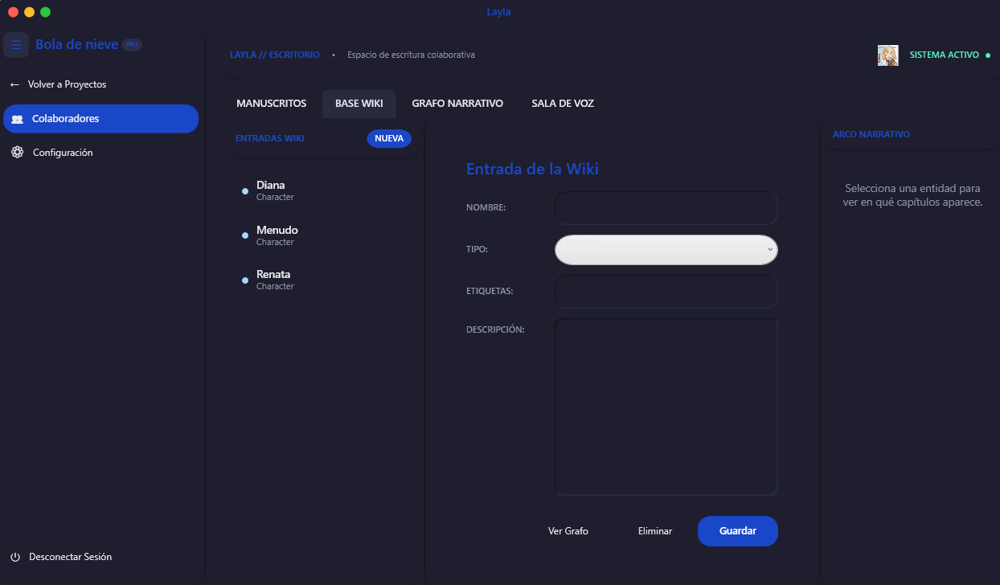 Layla
Bola de nieve PRJ
Volver a Proyectos
Colaboradores
Configuración
Desconectar Sesión
LAYLA // ESCRITORIO • Espacio de escritura colaborativa
SISTEMA ACTIVO
MANUSCRITOS BASE WIKI GRAFO NARRATIVO SALA DE VOZ
ENTRADAS WIKI NUEVA
Diana
Character
Menudo
Character
Renata
Character
Entrada de la Wiki
NOMBRE:
TIPO:
ETIQUETAS:
DESCRIPCIÓN:
Ver Grafo Eliminar Guardar
ARCO NARRATIVO
Selecciona una entidad para
ver en qué capítulos aparece.